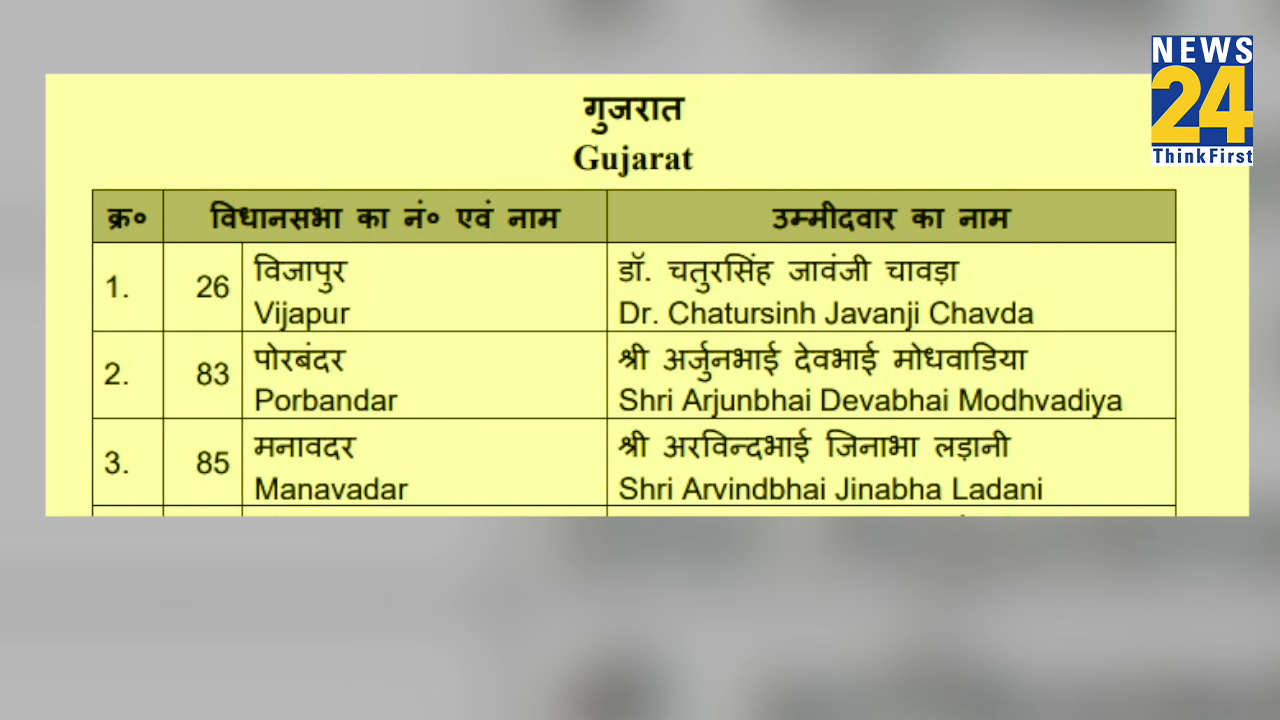 NEWS
24
ThinkFirst
गुजरात
Gujarat
क्र० विधानसभा का नं० एवं नाम उम्मीदवार का नाम
1. 26 विजापुर डॉ. चतुरसिंह जावंजी चावड़ा
Vijapur Dr. Chatursinh Javanji Chavda
2. 83 पोरबंदर श्री अर्जुनभाई देवभाई मोधवाडिया
Porbandar Shri Arjunbhai Devabhai Modhvadiya
3. 85 मनावदर श्री अरविन्दभाई जिनाभा लड़ानी
Manavadar Shri Arvindbhai Jinabha Ladani